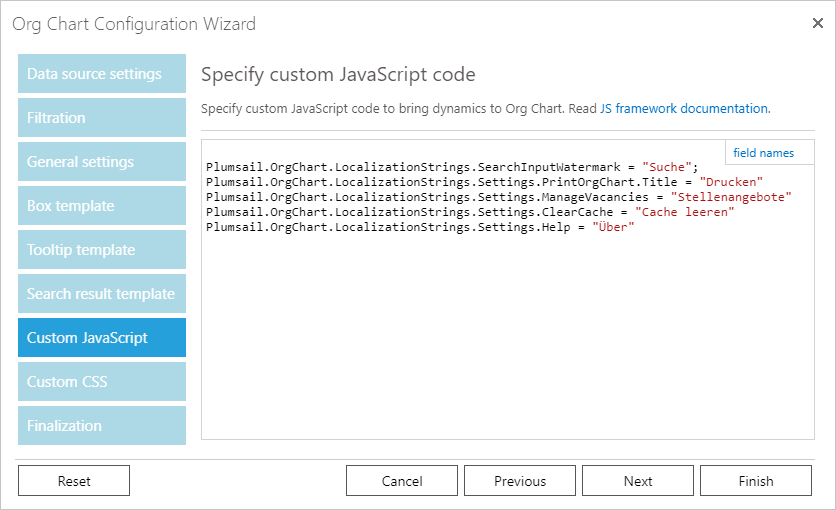 Org Chart Configuration Wizard
Data source settings
Filtration
General settings
Box template
Tooltip template
Search result template
Custom JavaScript
Custom CSS
Finalization
Specify custom JavaScript code
Specify custom JavaScript code to bring dynamics to Org Chart. Read JS framework documentation.
field names
Plumsail.OrgChart.LocalizationStrings.SearchInputWatermark = "Suche";
Plumsail.OrgChart.LocalizationStrings.Settings.PrintOrgChart.Title = "Drucken"
Plumsail.OrgChart.LocalizationStrings.Settings.ManageVacancies = "Stellenangebote"
Plumsail.OrgChart.LocalizationStrings.Settings.ClearCache = "Cache leeren"
Plumsail.OrgChart.LocalizationStrings.Settings.Help = "Über"
Reset
Cancel
Previous
Next
Finish